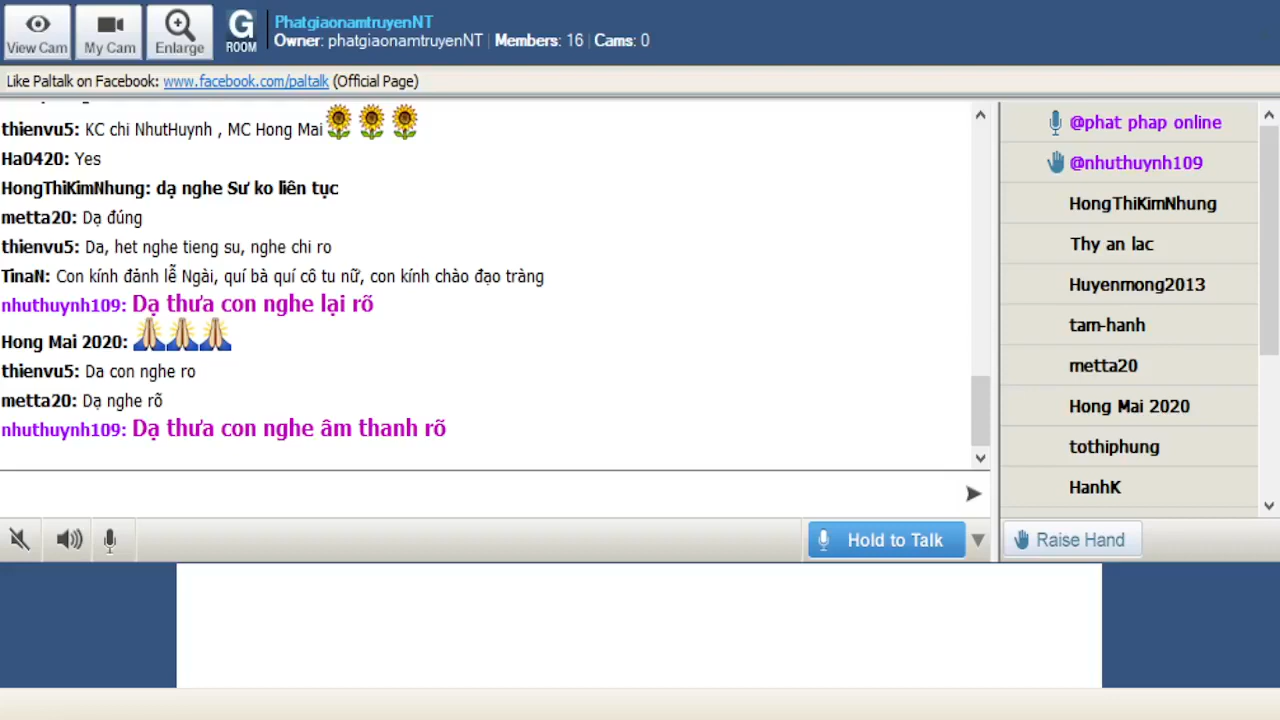 View Cam
My Cam
Enlarge
G
ROOM
PhatgiaonamtruyenNT
Owner: phatgiaonamtruyenNT | Members: 16 | Cams: 0
Like Paltalk on Facebook: www.facebook.com/paltalk (Official Page)
thienvu5: KC chi NhutHuynh , MC Hong Mai
Ha0420: Yes
HongThiKimNhung: dạ nghe Sư ko liên tục
metta20: Dạ đúng
thienvu5: Da, het nghe tieng su, nghe chi ro
TinaN: Con kính đảnh lễ Ngài, quí bà quí cô tu nữ, con kính chào đạo tràng
nhuthuynh109: Dạ thưa con nghe lại rõ
Hong Mai 2020:
thienvu5: Da con nghe ro
metta20: Dạ nghe rõ
nhuthuynh109: Dạ thưa con nghe âm thanh rõ
@phat phap online
@nhuthuynh109
HongThiKimNhung
Thy an lac
Huyenmong2013
tam-hanh
metta20
Hong Mai 2020
tothiphung
HanhK
Hold to Talk
Raise Hand